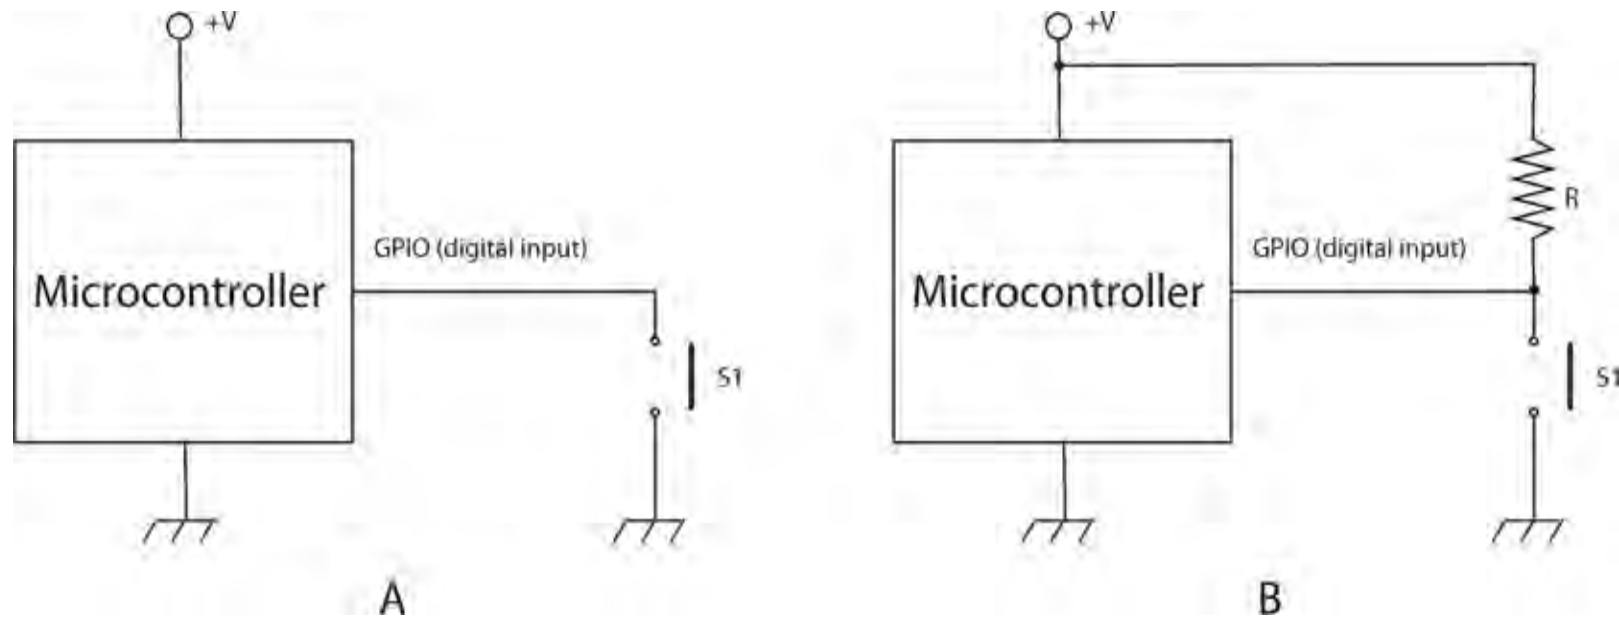 +V
GPIO (digital input)
Microcontroller
S1
A
+V
R
GPIO (digital input)
Microcontroller
S1
B